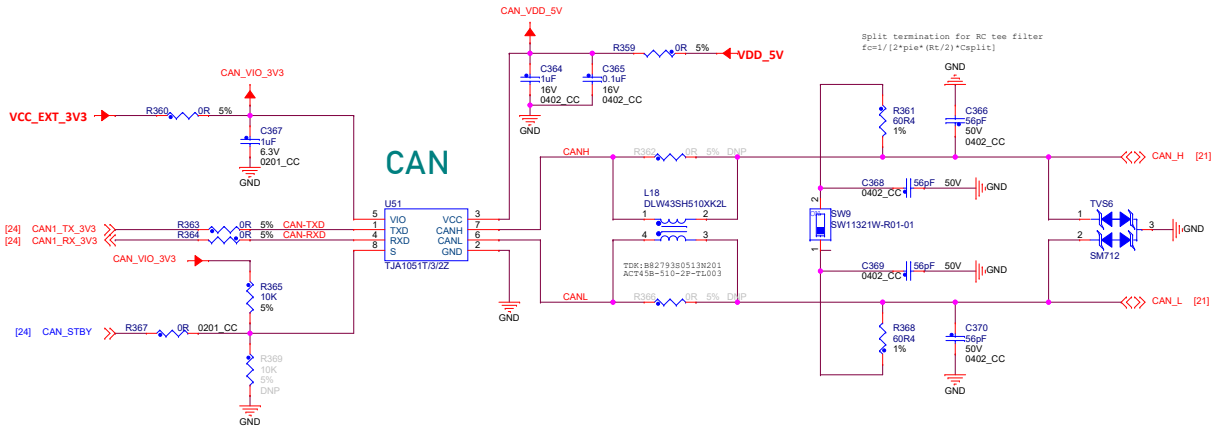 CAN_VDD_5V
Split termination for RC tee filter
fc=1/[2*pie*(Rt/2)*Csplit]
R359 0R 5%
VDD_5V
CAN_VIO_3V3
C364
1uF
16V
0402_CC
C365
0.1uF
16V
0402_CC
GND
GND
R360 0R 5%
VCC_EXT_3V3
R361
60R4
1%
C366
56pF
50V
0402_CC
GND
C367
1uF
6.3V
0201_CC
GND
CAN
CANH
R362 0R 5% DNP
CAN_H [21]
C368 56pF 50V
0402_CC
GND
L18
DLW43SH510XK2L
1 2
4 3
U51
5 VIO VCC 3
1 TXD CANH 7
4 RXD CANL 6
8 S GND 2
TJA1051T/3/2Z
2
ON
SW9
SW11321W-R01-01
1
TVS6
1
2
3
GND
SM712
[24] CAN1_TX_3V3 R363 0R 5% CAN-TXD
[24] CAN1_RX_3V3 R364 0R 5% CAN-RXD
CAN_VIO_3V3
TDK:B82793S0513N201
ACT45B-510-2P-TL003
C369 56pF 50V
0402_CC
GND
R365
10K
5%
GND
CANL
R366 0R 5% DNP
CAN_L [21]
[24] CAN_STBY R367 0R 0201_CC
R368
60R4
1%
C370
56pF
50V
0402_CC
GND
R369
10K
5%
DNP
GND